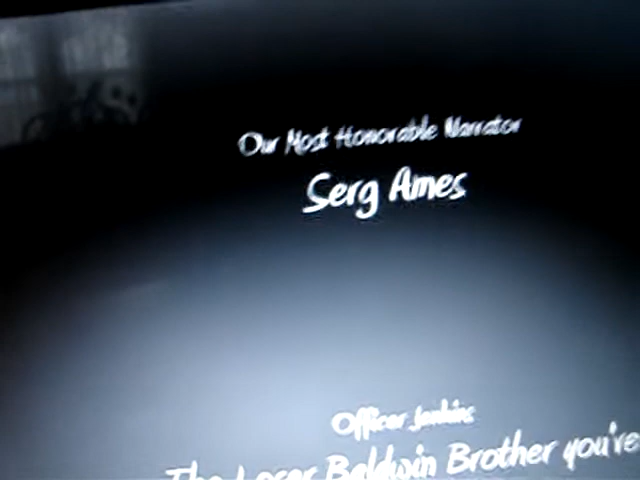 Our Most Honorable Narrator
Serg Ames
Officer Jenkins
The Loser Baldwin Brother you're